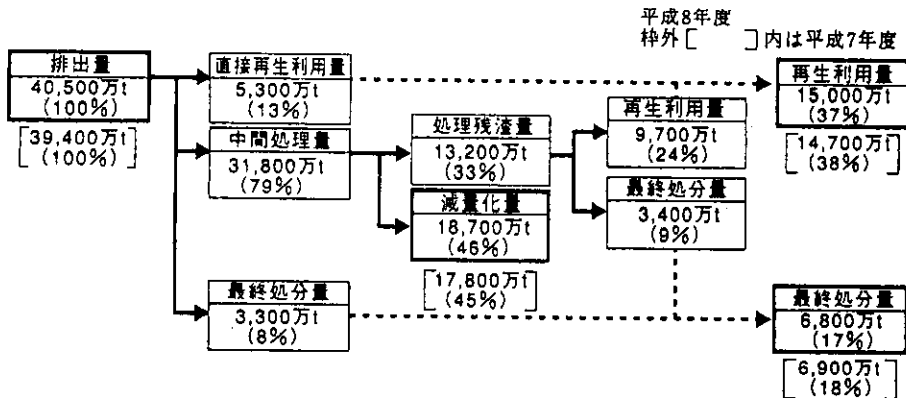 平成8年度
枠外[　　]内は平成7年度
排出量
40,500万t
(100%)
[39,400万t
(100%)]
直接再生利用量
5,300万t
(13%)
中間処理量
31,800万t
(79%)
最終処分量
3,300万t
(8%)
処理残渣量
13,200万t
(33%)
減量化量
18,700万t
(46%)
[17,800万t
(45%)]
再生利用量
9,700万t
(24%)
最終処分量
3,400万t
(9%)
再生利用量
15,000万t
(37%)
[14,700万t
(38%)]
最終処分量
6,800万t
(17%)
[6,900万t
(18%)]